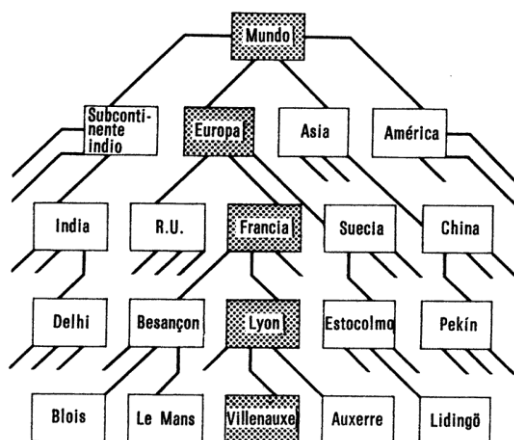 Mundo
Subconti-
nente
indio
Europa
Asia
América
India
R.U.
Francia
Suecia
China
Delhi
Besançon
Lyon
Estocolmo
Pekín
Blois
Le Mans
Villenauxe
Auxerre
Lidingö